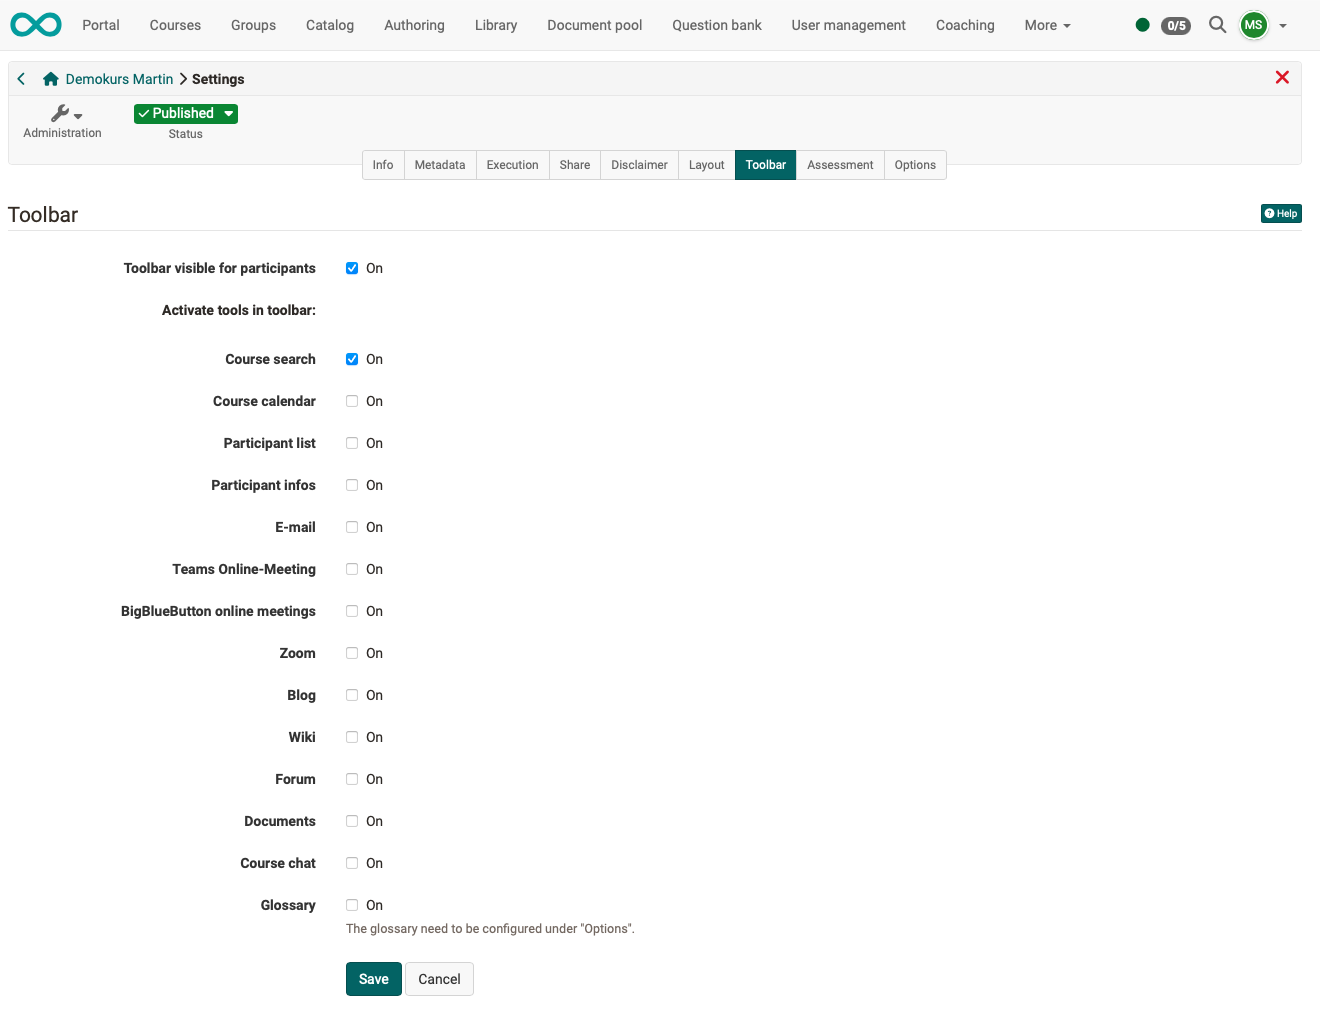 Portal Courses Groups Catalog Authoring Library Document pool Question bank User management Coaching More 0/5 MS
Demokurs Martin Settings
Published
Administration Status
Info Metadata Execution Share Disclaimer Layout Toolbar Assessment Options
Toolbar Help
Toolbar visible for participants On
Activate tools in toolbar:
Course search On
Course calendar On
Participant list On
Participant infos On
E-mail On
Teams Online-Meeting On
BigBlueButton online meetings On
Zoom On
Blog On
Wiki On
Forum On
Documents On
Course chat On
Glossary On
The glossary need to be configured under "Options".
Save Cancel